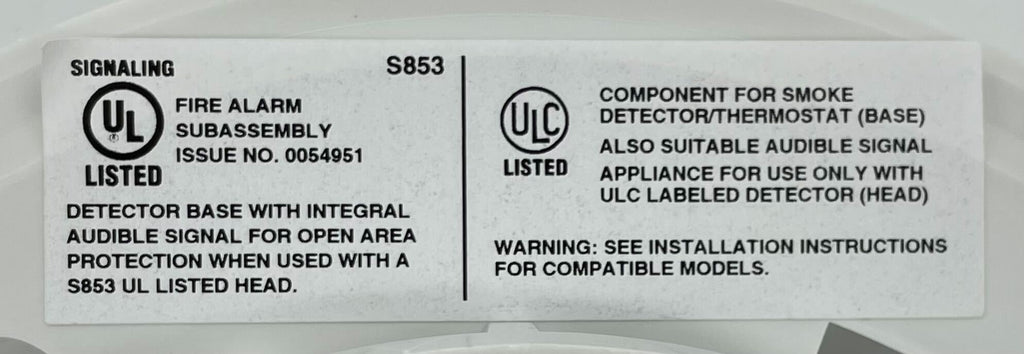 SIGNALING S853
UL
FIRE ALARM
SUBASSEMBLY
ISSUE NO. 0054951
LISTED
DETECTOR BASE WITH INTEGRAL
AUDIBLE SIGNAL FOR OPEN AREA
PROTECTION WHEN USED WITH A
S853 UL LISTED HEAD.
ULC
LISTED
COMPONENT FOR SMOKE
DETECTOR/THERMOSTAT (BASE)
ALSO SUITABLE AUDIBLE SIGNAL
APPLIANCE FOR USE ONLY WITH
ULC LABELED DETECTOR (HEAD)
WARNING: SEE INSTALLATION INSTRUCTIONS
FOR COMPATIBLE MODELS.